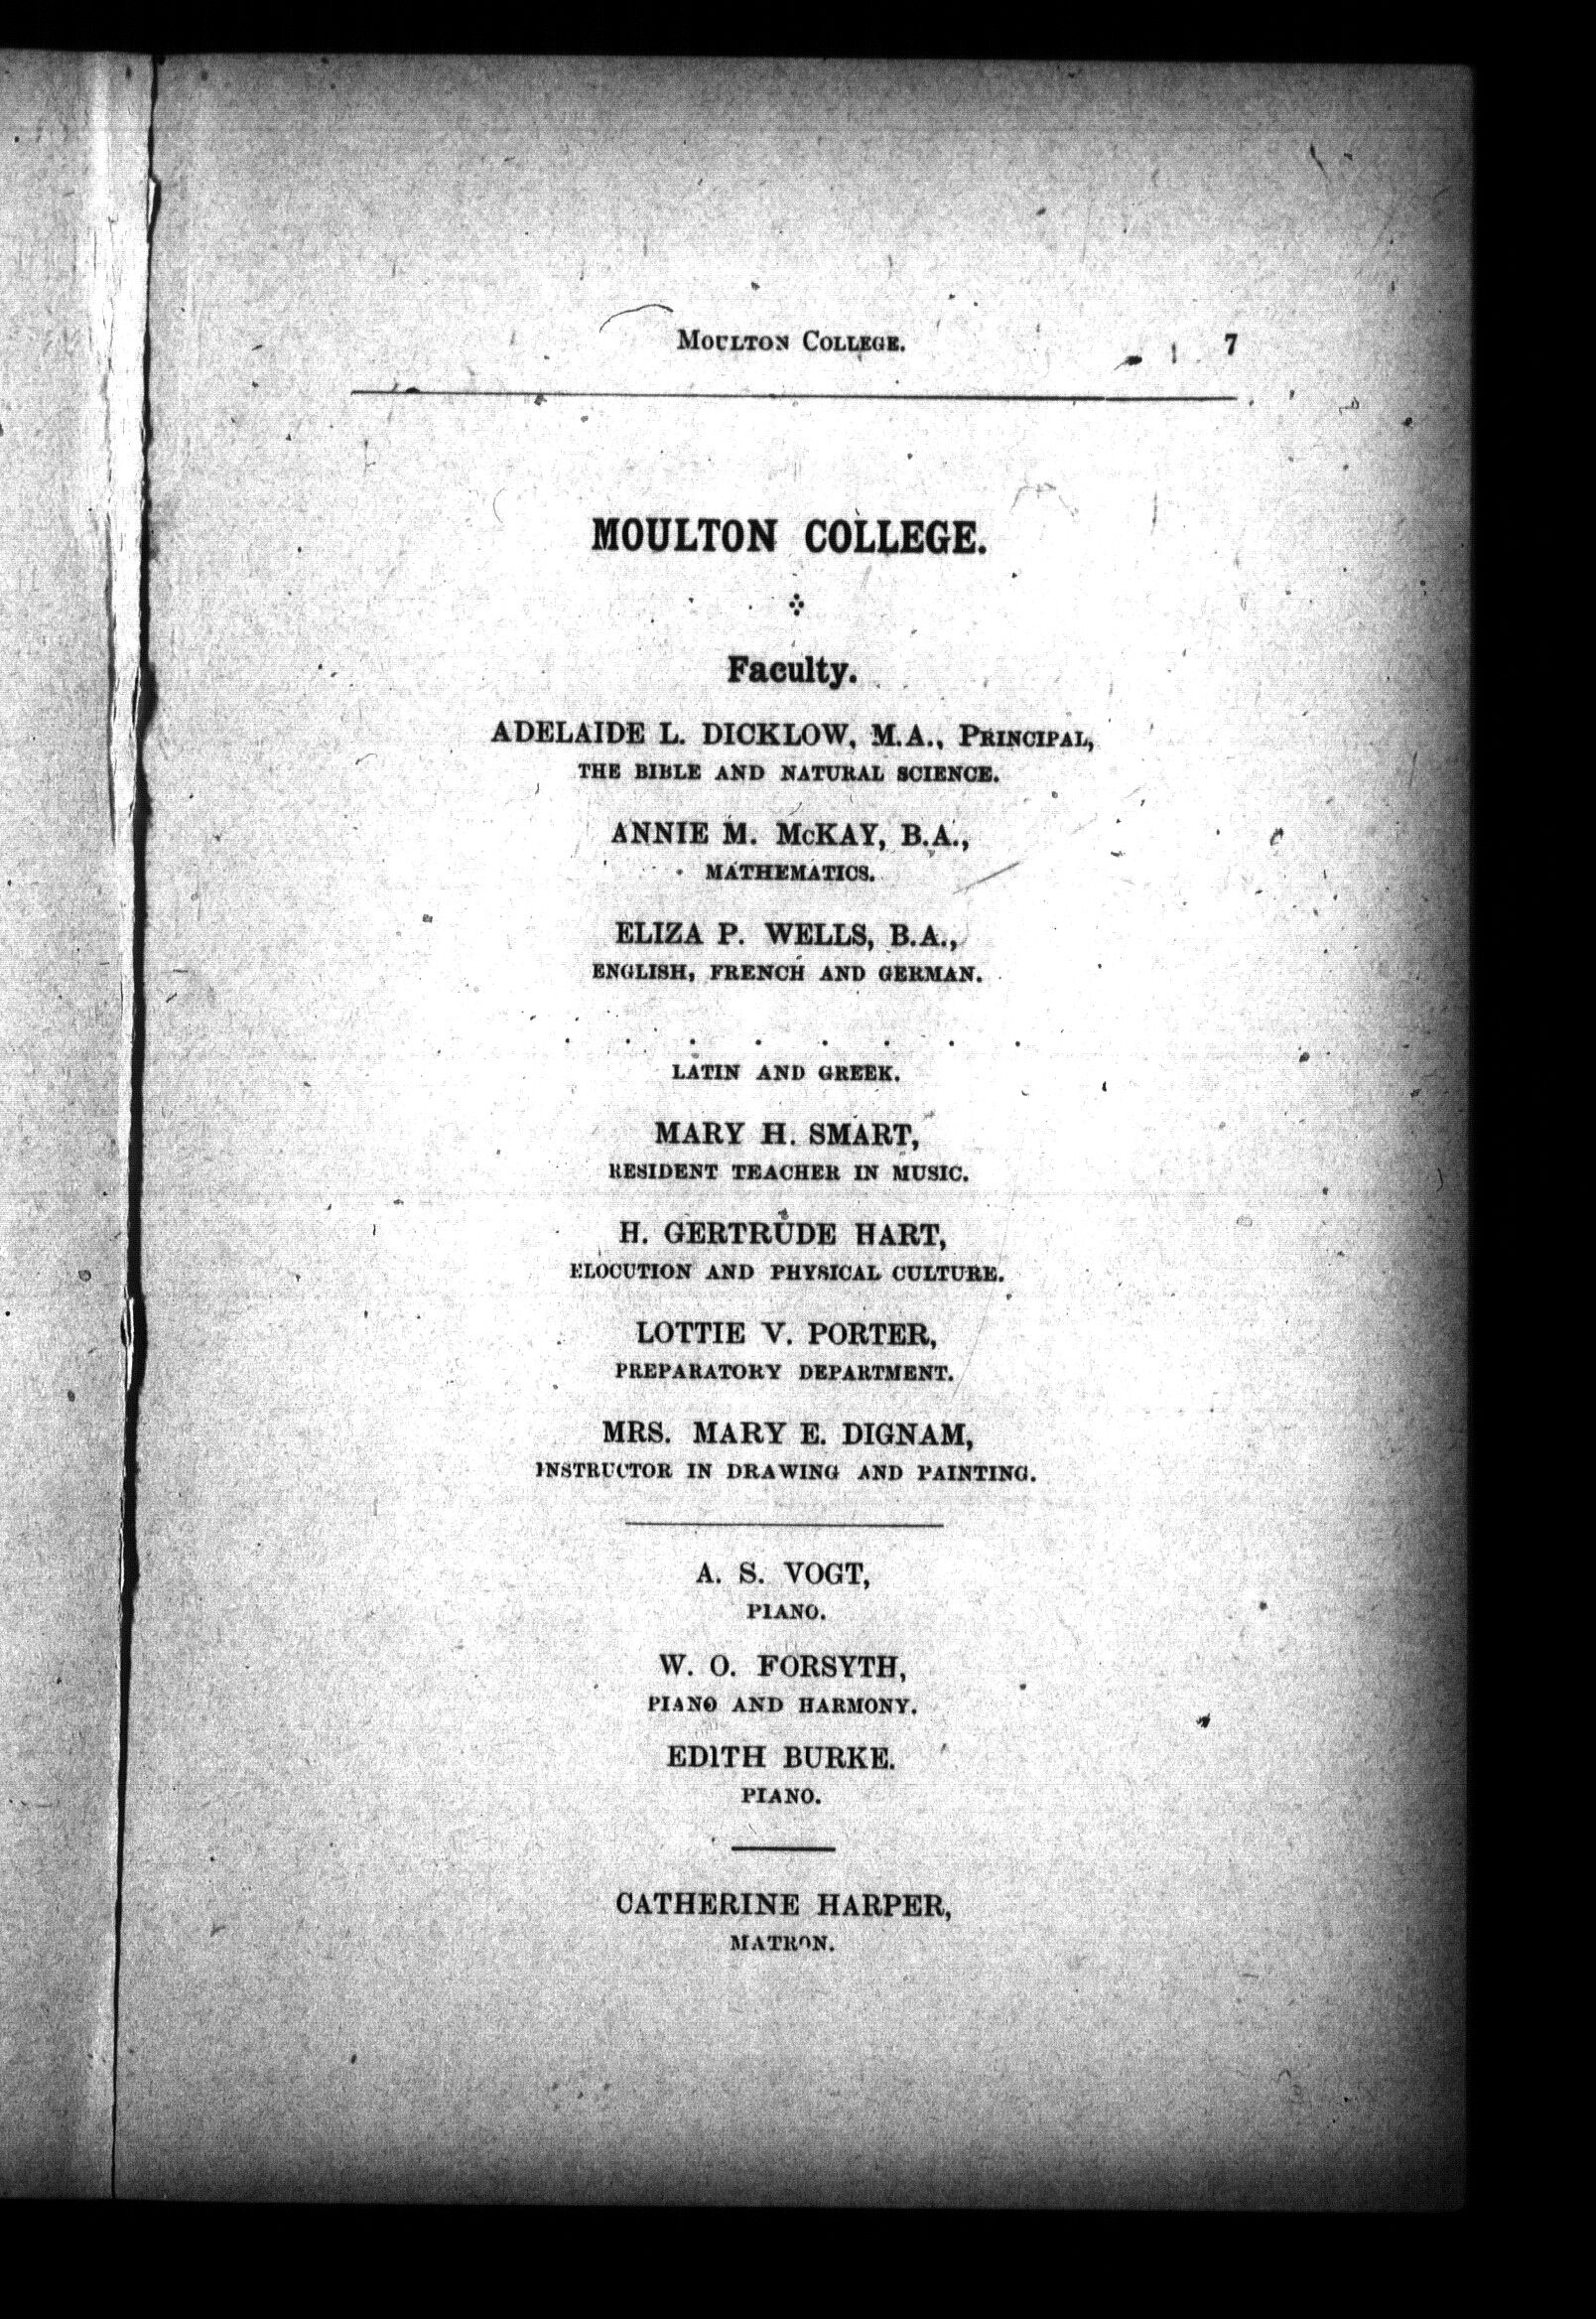 MOULTON COLLEGE. 7
MOULTON COLLEGE.
Faculty.
ADELAIDE L. DICKLOW, M.A., PRINCIPAL,
THE BIBLE AND NATURAL SCIENCE.
ANNIE M. McKAY, B.A.,
MATHEMATICS.
ELIZA P. WELLS, B.A.,
ENGLISH, FRENCH AND GERMAN.
. . . . . . . .
LATIN AND GREEK.
MARY H. SMART,
RESIDENT TEACHER IN MUSIC.
H. GERTRUDE HART,
ELOCUTION AND PHYSICAL CULTURE.
LOTTIE V. PORTER,
PREPARATORY DEPARTMENT.
MRS. MARY E. DIGNAM,
INSTRUCTOR IN DRAWING AND PAINTING.
A. S. VOGT,
PIANO.
W. O. FORSYTH,
PIANO AND HARMONY.
EDITH BURKE.
PIANO.
CATHERINE HARPER,
MATRON.